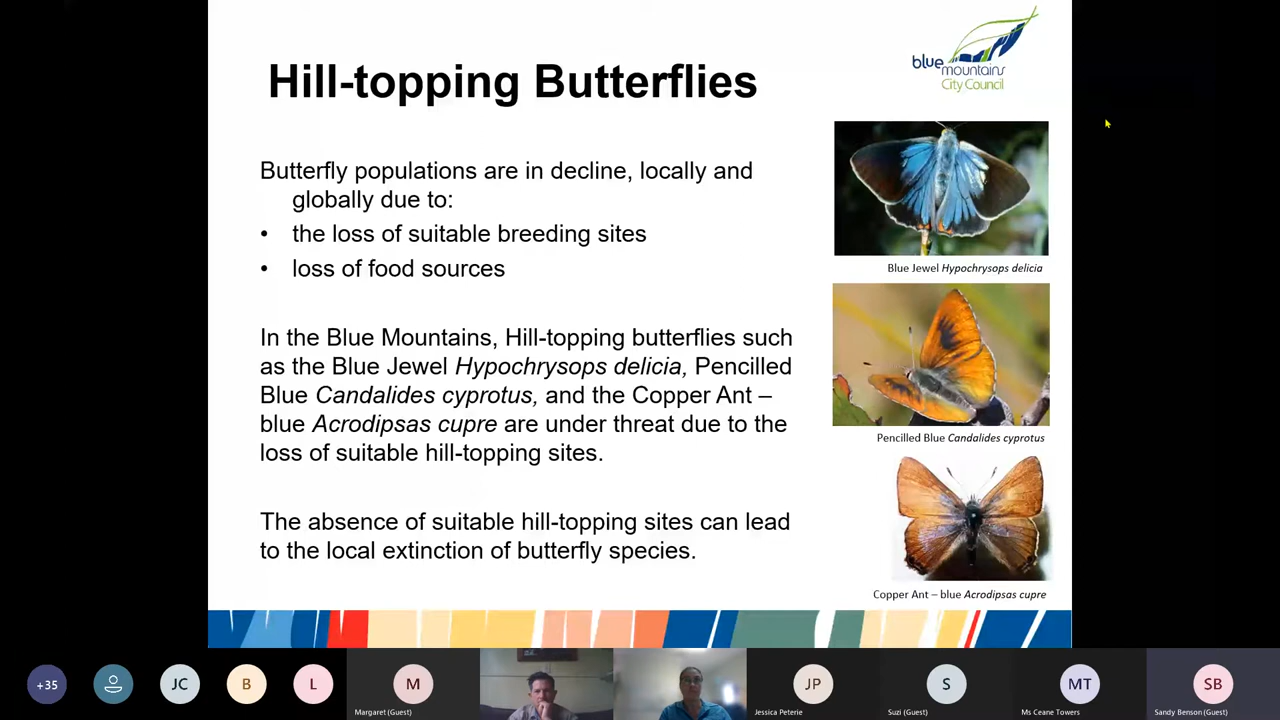 Hill-topping Butterflies
blue
mountains
City Council
Butterfly populations are in decline, locally and
globally due to:
• the loss of suitable breeding sites
• loss of food sources
In the Blue Mountains, Hill-topping butterflies such
as the Blue Jewel Hypochrysops delicia, Pencilled
Blue Candalides cyprotus, and the Copper Ant –
blue Acrodipsas cupre are under threat due to the
loss of suitable hill-topping sites.
The absence of suitable hill-topping sites can lead
to the local extinction of butterfly species.
Blue Jewel Hypochrysops delicia
Pencilled Blue Candalides cyprotus
Copper Ant – blue Acrodipsas cupre
+35
JC
B
L
M
Margaret (Guest)
JP
Jessica Peterie
S
Suzi (Guest)
MT
Ms Ceane Towers
SB
Sandy Benson (Guest)